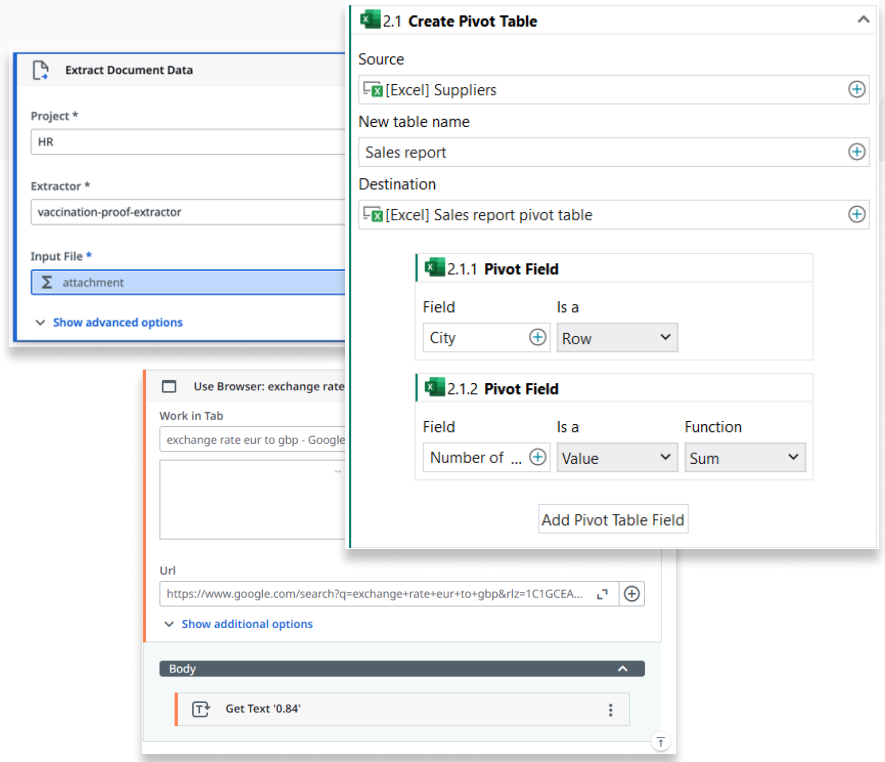 Extract Document Data
Project *
HR
Extractor *
vaccination-proof-extractor
Input File *
attachment
Show advanced options
2.1 Create Pivot Table
Source
[Excel] Suppliers
New table name
Sales report
Destination
[Excel] Sales report pivot table
2.1.1 Pivot Field
Field Is a
City Row
2.1.2 Pivot Field
Field Is a Function
Number of ... Value Sum
Add Pivot Table Field
Use Browser: exchange rate
Work in Tab
exchange rate eur to gbp - Google
Url
https://www.google.com/search?q=exchange+rate+eur+to+gbp&rlz=1C1GCEA...
Show additional options
Body
Get Text '0.84'